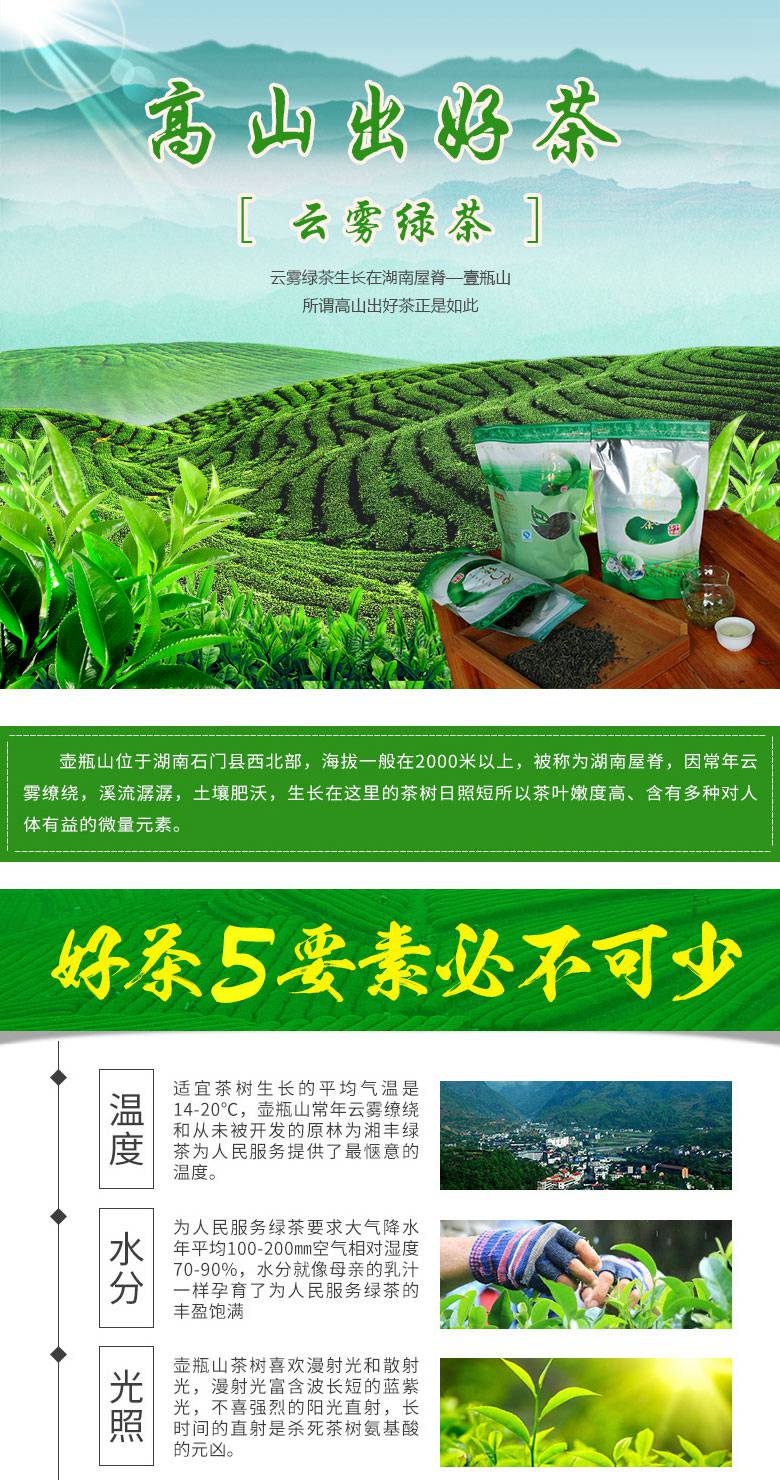 高山出好茶
[ 云雾绿茶 ]
云雾绿茶生长在湖南屋脊—壹瓶山
所谓高山出好茶正是如此
壶瓶山位于湖南石门县西北部，海拔一般在2000米以上，被称为湖南屋脊，因常年云
雾缭绕，溪流潺潺，土壤肥沃，生长在这里的茶树日照短所以茶叶嫩度高、含有多种对人
体有益的微量元素。
好茶5要素必不可少
温度
适宜茶树生长的平均气温是
14-20℃，壶瓶山常年云雾缭绕
和从未被开发的原林为湘丰绿
茶为人民服务提供了最惬意的
温度。
水分
为人民服务绿茶要求大气降水
年平均100-200㎜空气相对湿度
70-90%，水分就像母亲的乳汁
一样孕育了为人民服务绿茶的
丰盈饱满
光照
壶瓶山茶树喜欢漫射光和散射
光，漫射光富含波长短的蓝紫
光，不喜强烈的阳光直射，长
时间的直射是杀死茶树氨基酸
的元凶。